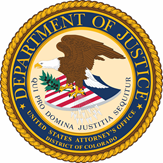 DEPARTMENT OF JUSTICE
QUI PRO DOMINA JUSTITIA SEQUITUR
UNITED STATES ATTORNEY'S OFFICE
DISTRICT OF COLORADO